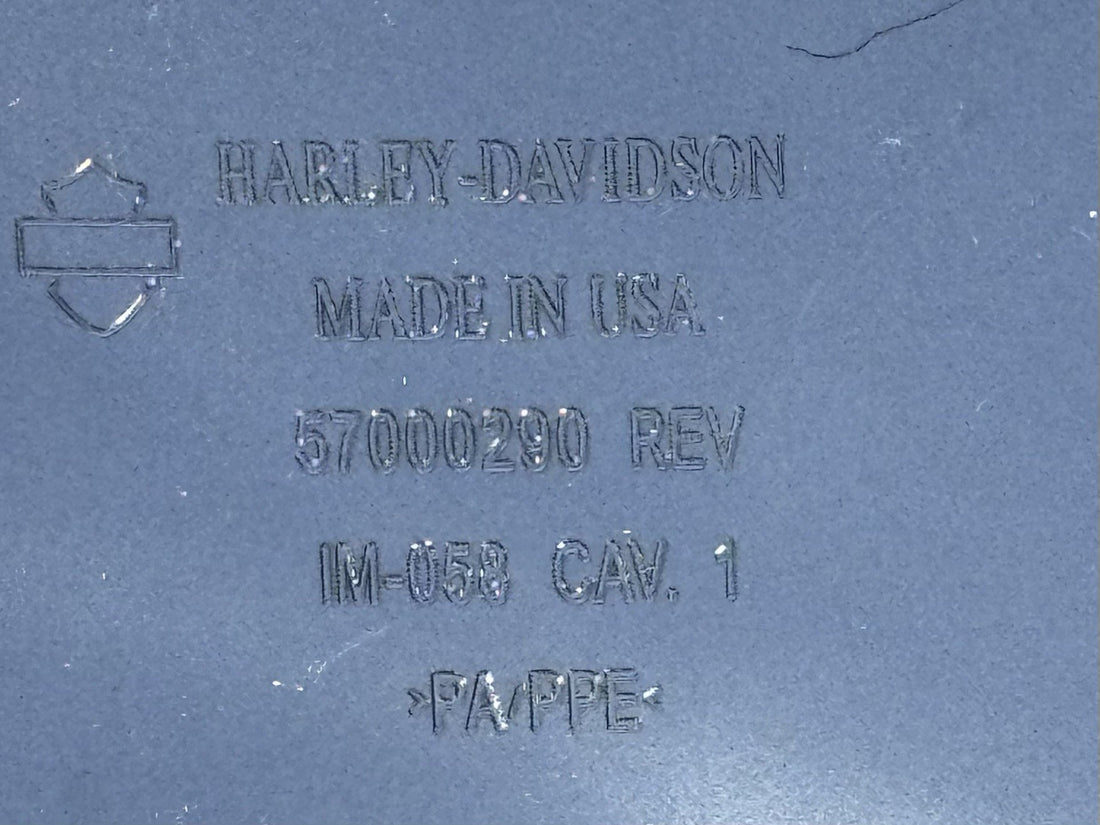 HARLEY-DAVIDSON
MADE IN USA
57000290 REV
IM-058 CAV. 1
>PA/PPE<